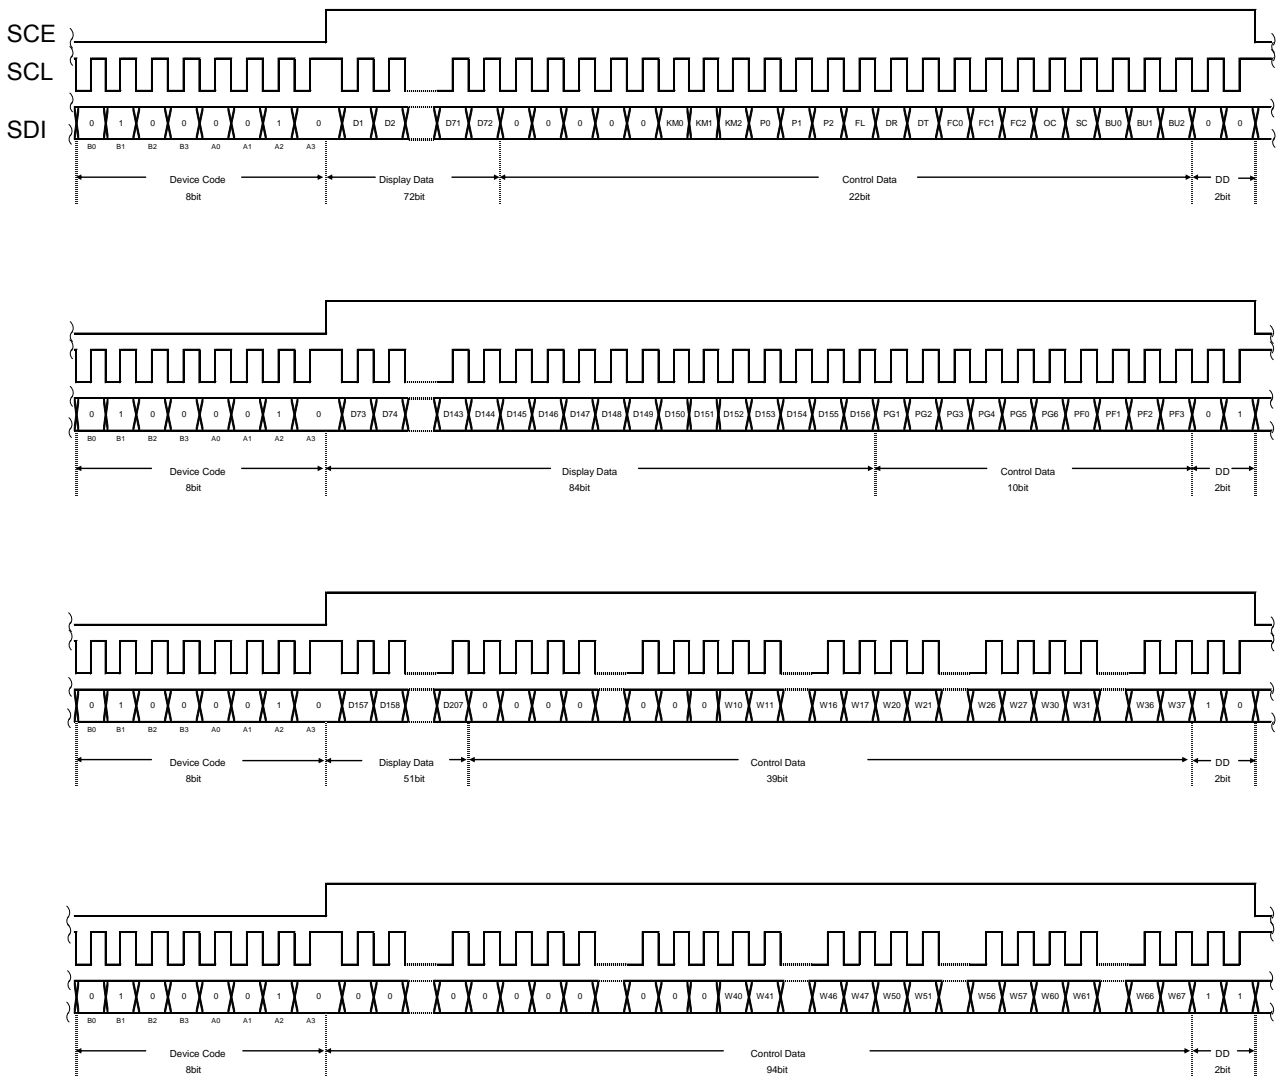 SCE
SCL
SDI
0 1 0 0 0 0 1 0 D1 D2 D71 D72 0 0 0 0 0 KM0 KM1 KM2 P0 P1 P2 FL DR DT FC0 FC1 FC2 OC SC BU0 BU1 BU2 0 0
B0 B1 B2 B3 A0 A1 A2 A3
Device Code Display Data Control Data DD
8bit 72bit 22bit 2bit
0 1 0 0 0 0 1 0 D73 D74 D143 D144 D145 D146 D147 D148 D149 D150 D151 D152 D153 D154 D155 D156 PG1 PG2 PG3 PG4 PG5 PG6 PF0 PF1 PF2 PF3 0 1
B0 B1 B2 B3 A0 A1 A2 A3
Device Code Display Data Control Data DD
8bit 84bit 10bit 2bit
0 1 0 0 0 0 1 0 D157 D158 D207 0 0 0 0 0 0 0 W10 W11 W16 W17 W20 W21 W26 W27 W30 W31 W36 W37 1 0
B0 B1 B2 B3 A0 A1 A2 A3
Device Code Display Data Control Data DD
8bit 51bit 39bit 2bit
0 1 0 0 0 0 1 0 0 0 0 0 0 0 0 0 0 0 W40 W41 W46 W47 W50 W51 W56 W57 W60 W61 W66 W67 1 1
B0 B1 B2 B3 A0 A1 A2 A3
Device Code Control Data DD
8bit 94bit 2bit